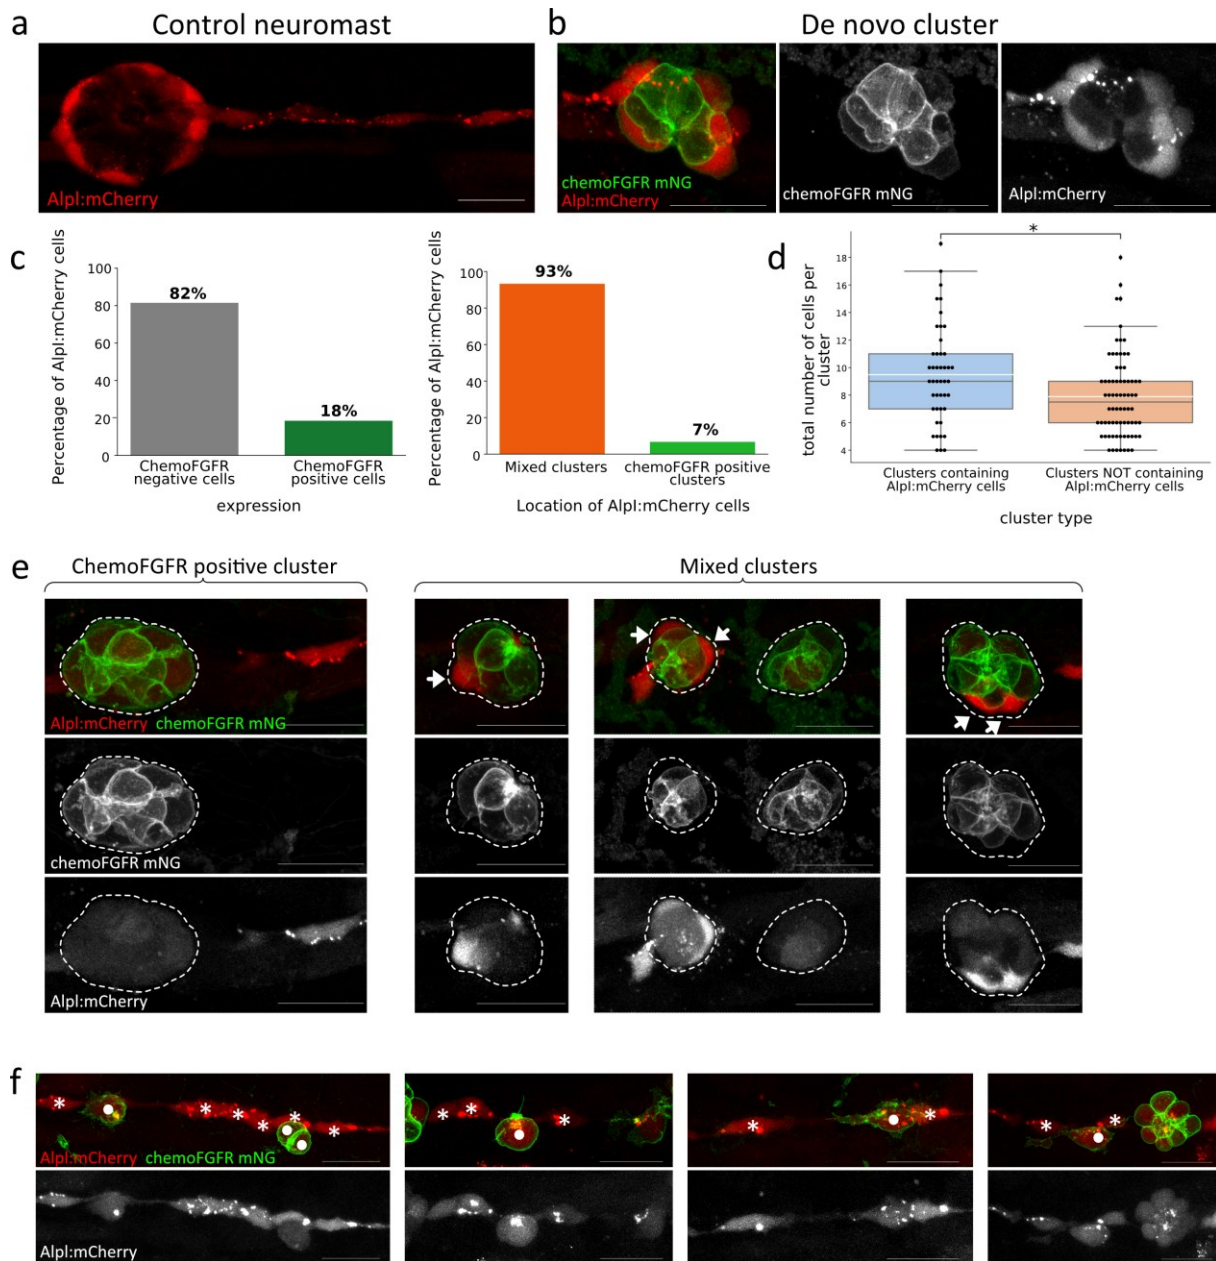 a
Control neuromast
Alpl:mCherry
b
De novo cluster
chemoFGFR mNG
Alpl:mCherry
chemoFGFR mNG
Alpl:mCherry
c
Percentage of Alpl:mCherry cells
100
80
60
40
20
0
82%
18%
ChemoFGFR
negative cells
ChemoFGFR
positive cells
expression
Percentage of Alpl:mCherry cells
100
80
60
40
20
0
93%
7%
Mixed clusters
chemoFGFR positive
clusters
Location of Alpl:mCherry cells
d
total number of cells per
cluster
18
16
14
12
10
8
6
4
*
Clusters containing
Alpl:mCherry cells
Clusters NOT containing
Alpl:mCherry cells
cluster type
e
ChemoFGFR positive cluster
Mixed clusters
Alpl:mCherry chemoFGFR mNG
chemoFGFR mNG
Alpl:mCherry
f
* * * * *
* * *
* *
* *
Alpl:mCherry chemoFGFR mNG
Alpl:mCherry